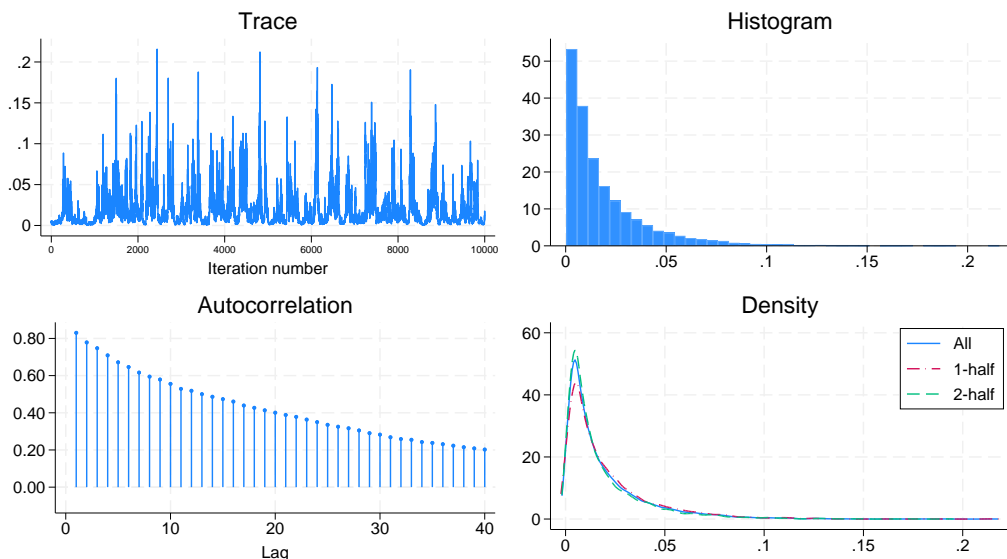 Trace
.2
.15
.1
.05
0
0 2000 4000 6000 8000 10000
Iteration number
Histogram
50
40
30
20
10
0
0 .05 .1 .15 .2
Autocorrelation
0.80
0.60
0.40
0.20
0.00
0 10 20 30 40
Lag
Density
60
40
20
0
0 .05 .1 .15 .2
All
1-half
2-half